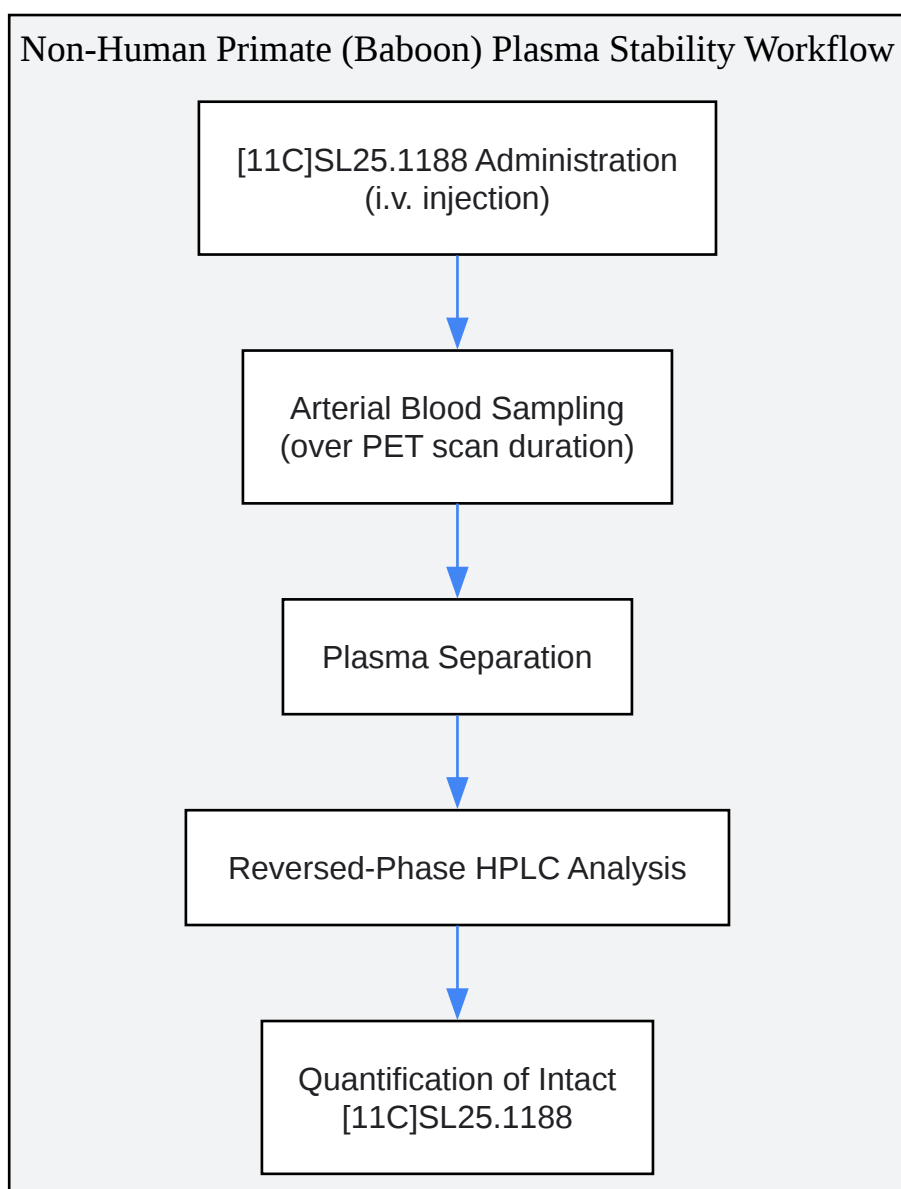 Non-Human Primate (Baboon) Plasma Stability Workflow
[11C]SL25.1188 Administration
(i.v. injection)
Arterial Blood Sampling
(over PET scan duration)
Plasma Separation
Reversed-Phase HPLC Analysis
Quantification of Intact
[11C]SL25.1188